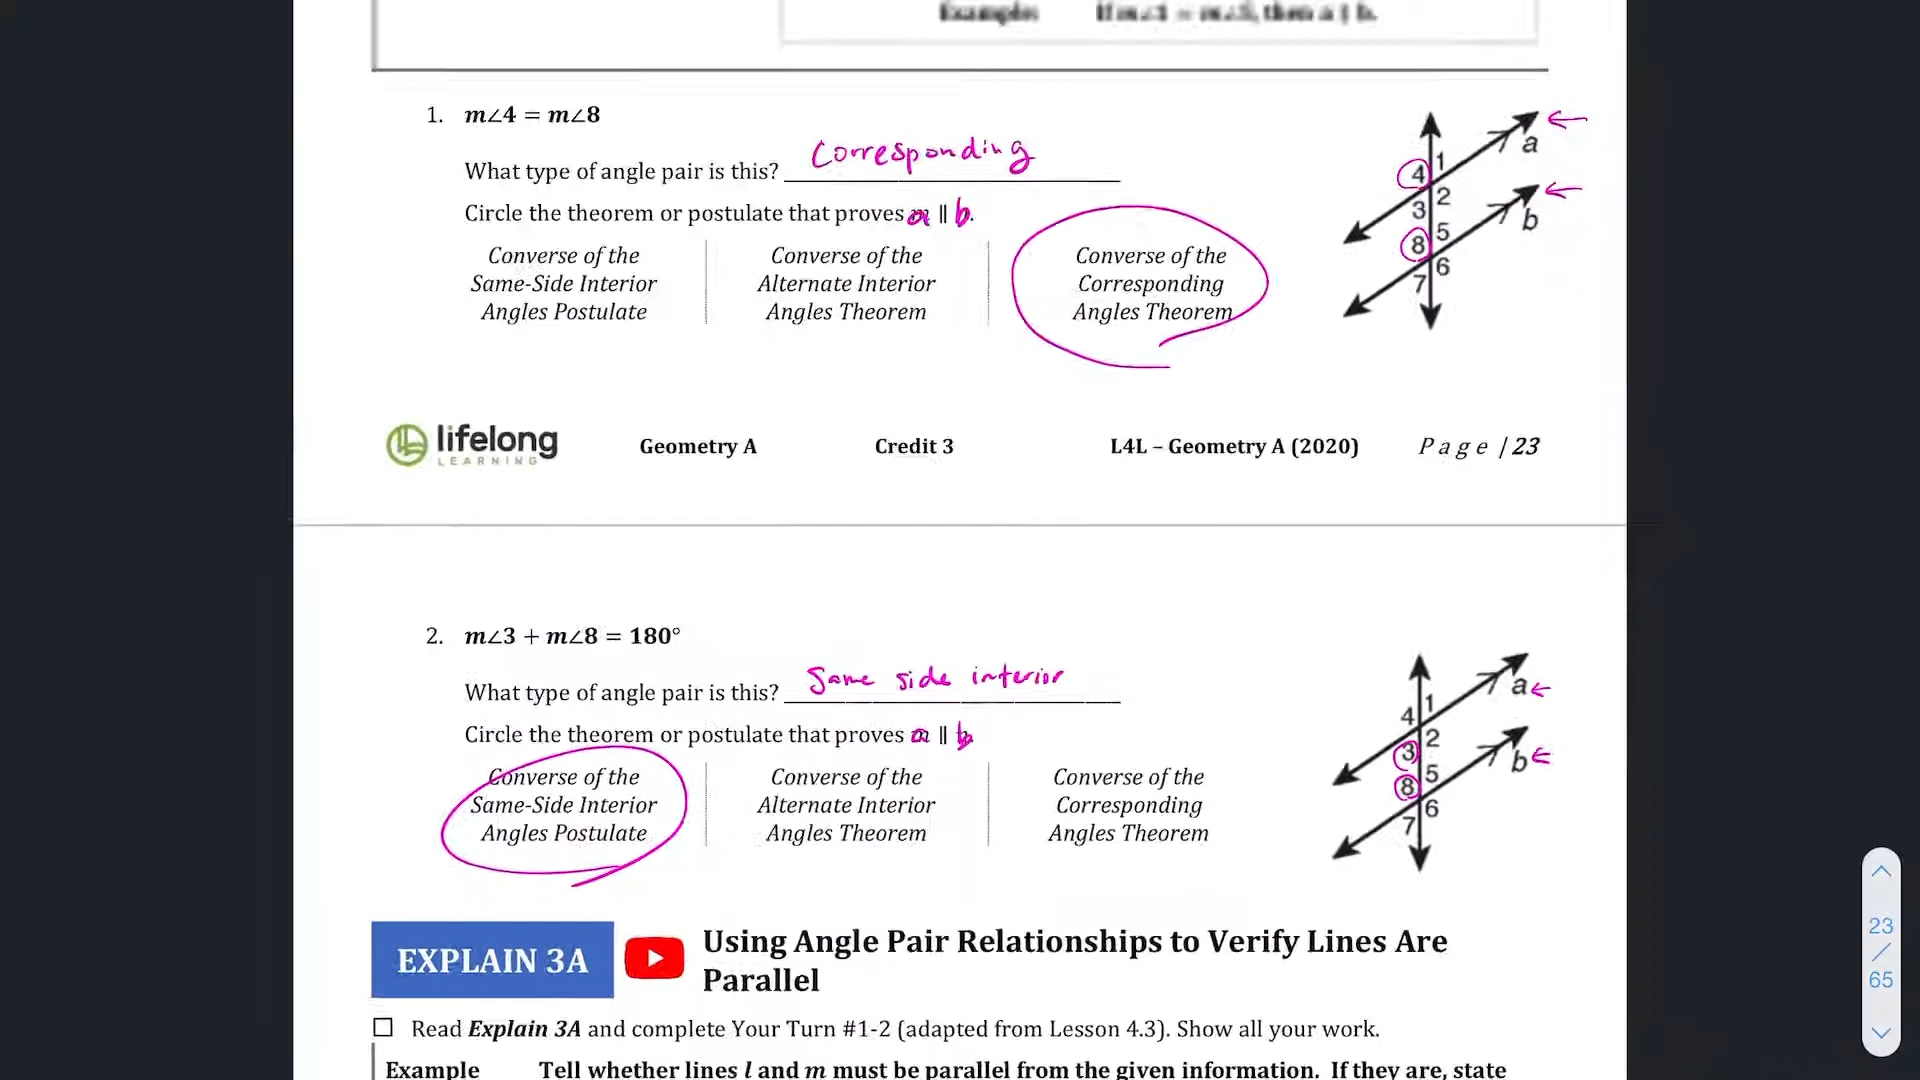 Example: If m∠1 = m∠5, then a ∥ b.
1. m∠4 = m∠8
What type of angle pair is this? Corresponding
Circle the theorem or postulate that proves a ∥ b.
Converse of the Same-Side Interior Angles Postulate
Converse of the Alternate Interior Angles Theorem
Converse of the Corresponding Angles Theorem
1 a
4
2
3 b
5
8
6
7
lifelong LEARNING Geometry A Credit 3 L4L – Geometry A (2020) Page |23
2. m∠3 + m∠8 = 180°
What type of angle pair is this? Same side interior
Circle the theorem or postulate that proves a ∥ b
Converse of the Same-Side Interior Angles Postulate
Converse of the Alternate Interior Angles Theorem
Converse of the Corresponding Angles Theorem
a
1
4
2
3 b
5
8
6
7
EXPLAIN 3A Using Angle Pair Relationships to Verify Lines Are
Parallel
Read Explain 3A and complete Your Turn #1-2 (adapted from Lesson 4.3). Show all your work.
Example Tell whether lines l and m must be parallel from the given information. If they are, state
23
/
65